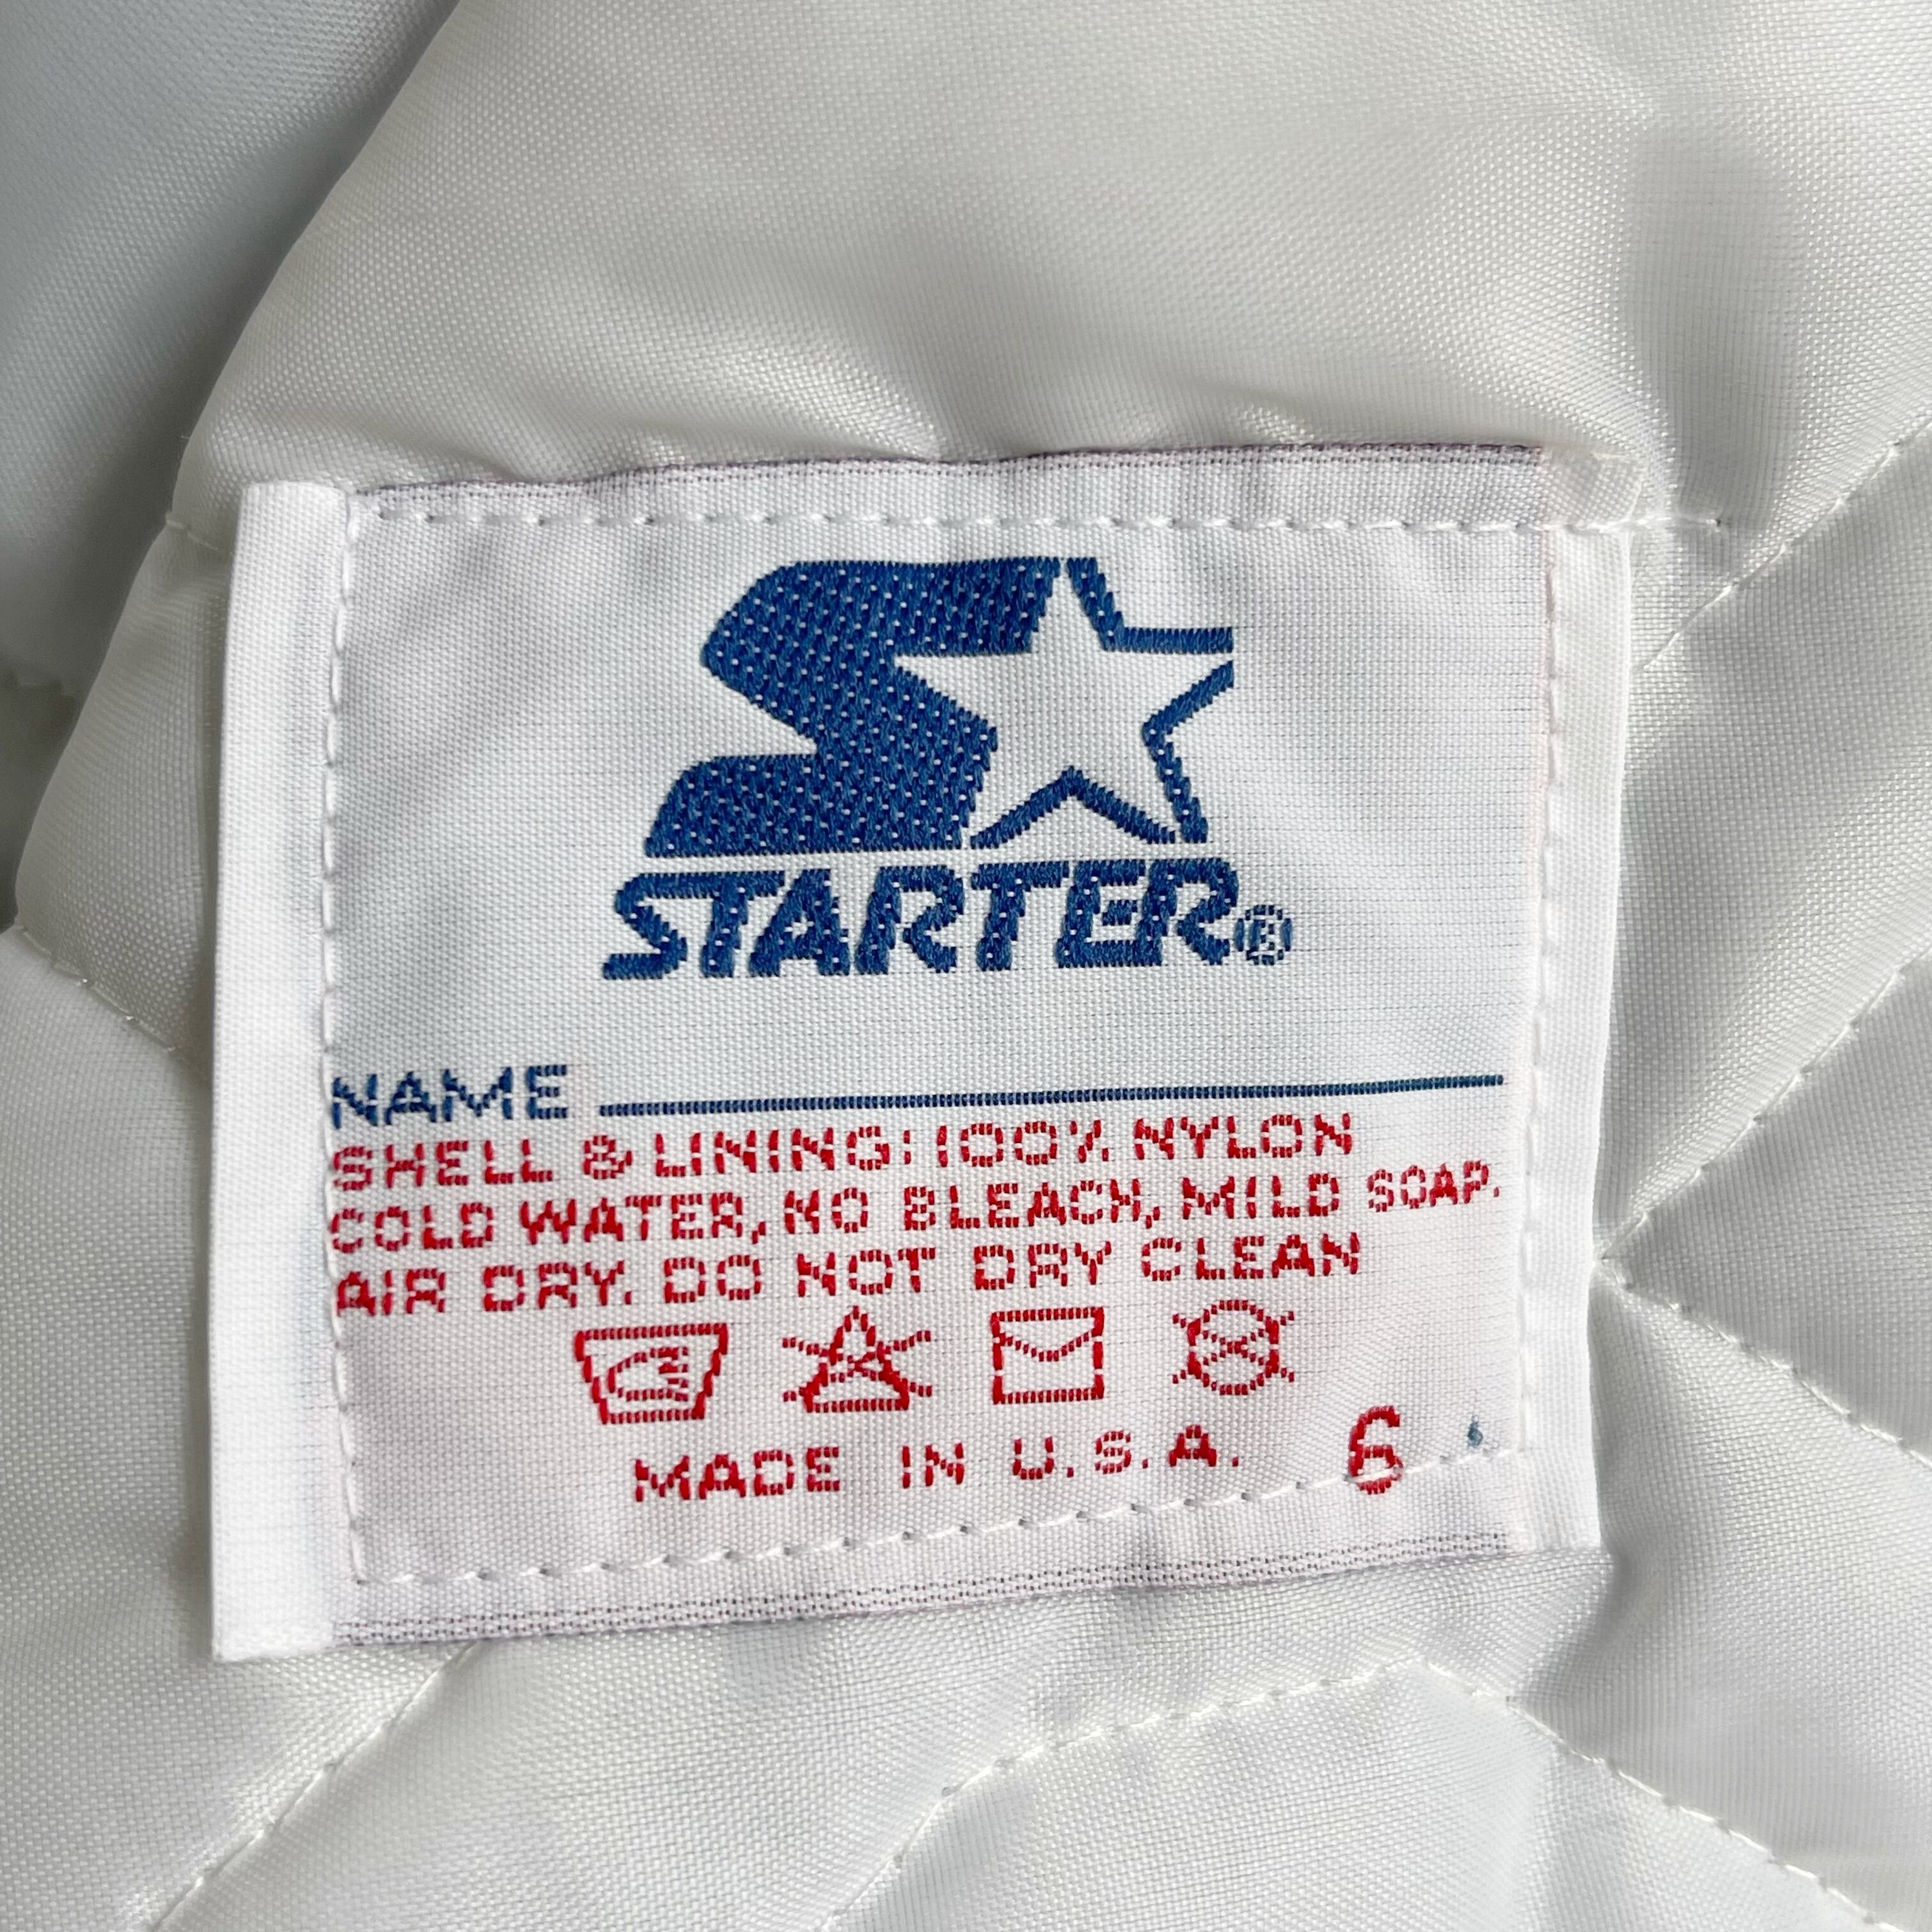 STARTER®
NAME
SHELL & LINING: 100% NYLON
COLD WATER, NO BLEACH, MILD SOAP.
AIR DRY. DO NOT DRY CLEAN
MADE IN U.S.A. 6